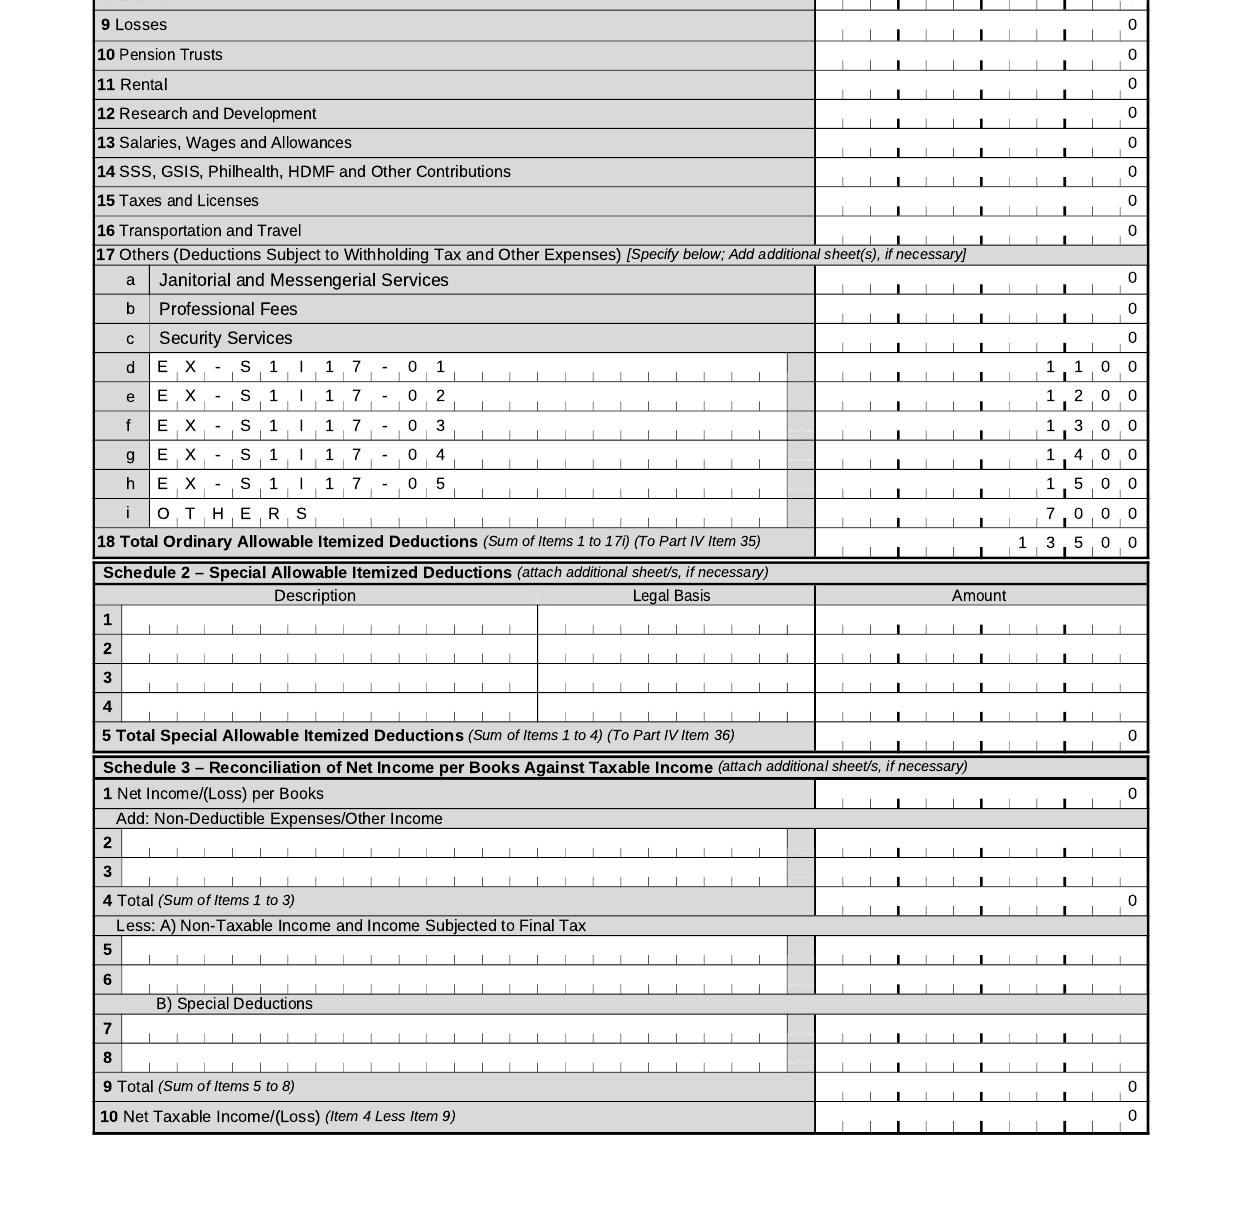 9 Losses 0
10 Pension Trusts 0
11 Rental 0
12 Research and Development 0
13 Salaries, Wages and Allowances 0
14 SSS, GSIS, Philhealth, HDMF and Other Contributions 0
15 Taxes and Licenses 0
16 Transportation and Travel 0
17 Others (Deductions Subject to Withholding Tax and Other Expenses) [Specify below; Add additional sheet(s), if necessary]
a Janitorial and Messengerial Services 0
b Professional Fees 0
c Security Services 0
d EX-S1I17-01 1100
e EX-S1I17-02 1200
f EX-S1I17-03 1300
g EX-S1I17-04 1400
h EX-S1I17-05 1500
i OTHERS 7000
18 Total Ordinary Allowable Itemized Deductions (Sum of Items 1 to 17i) (To Part IV Item 35) 13500
Schedule 2 – Special Allowable Itemized Deductions (attach additional sheet/s, if necessary)
Description Legal Basis Amount
1
2
3
4
5 Total Special Allowable Itemized Deductions (Sum of Items 1 to 4) (To Part IV Item 36) 0
Schedule 3 – Reconciliation of Net Income per Books Against Taxable Income (attach additional sheet/s, if necessary)
1 Net Income/(Loss) per Books 0
Add: Non-Deductible Expenses/Other Income
2
3
4 Total (Sum of Items 1 to 3) 0
Less: A) Non-Taxable Income and Income Subjected to Final Tax
5
6
B) Special Deductions
7
8
9 Total (Sum of Items 5 to 8) 0
10 Net Taxable Income/(Loss) (Item 4 Less Item 9) 0